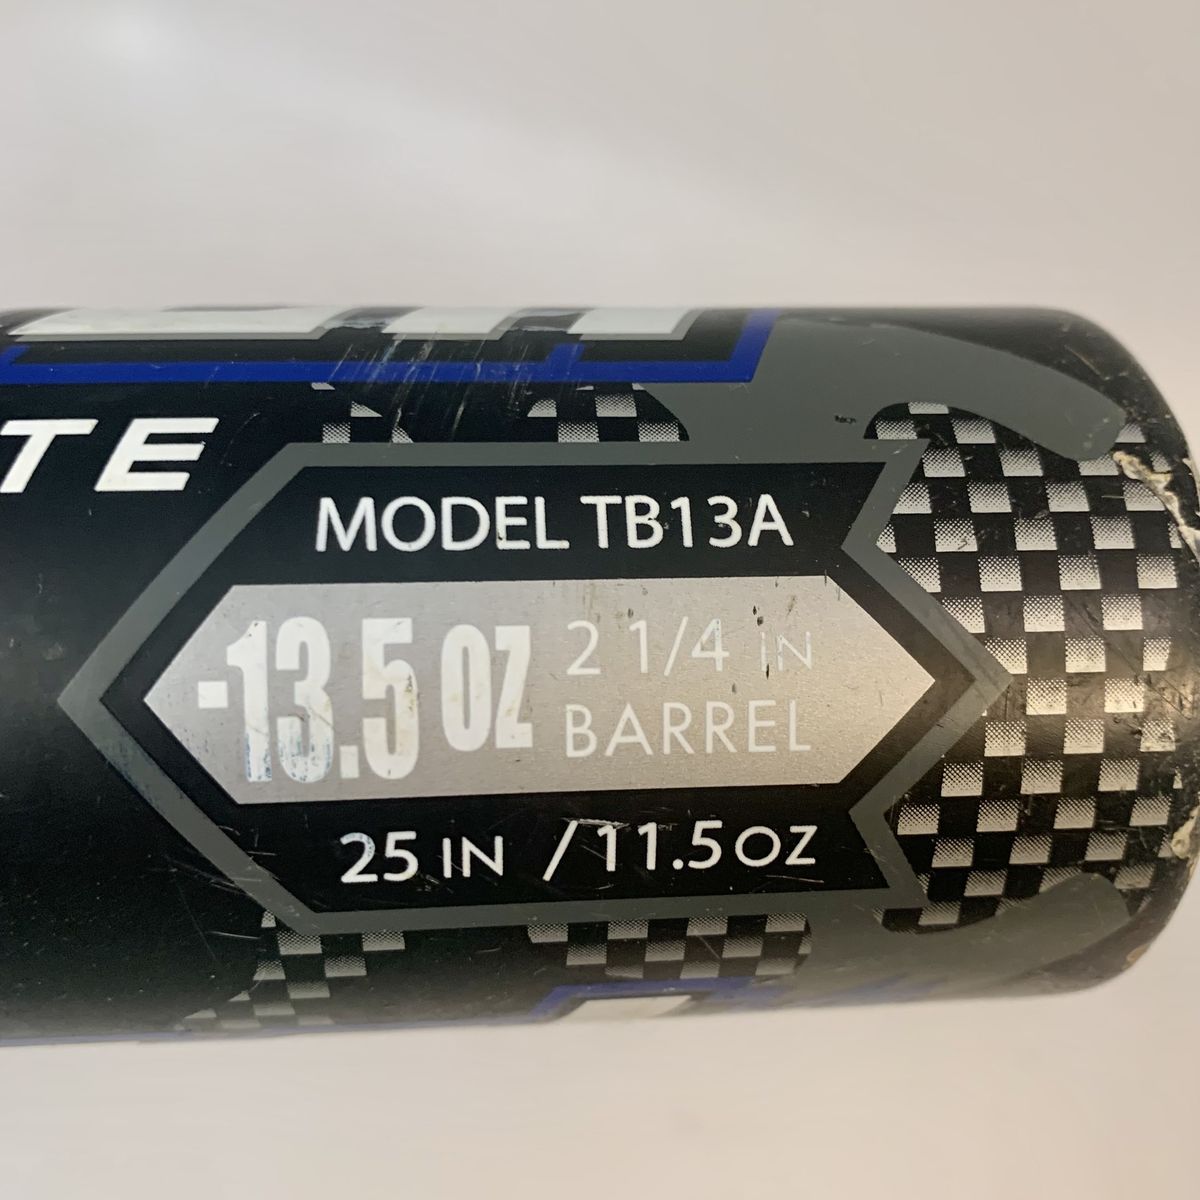 TE
MODEL TB13A
-13.5 OZ
2 1/4 IN
BARREL
25 IN / 11.5 OZ